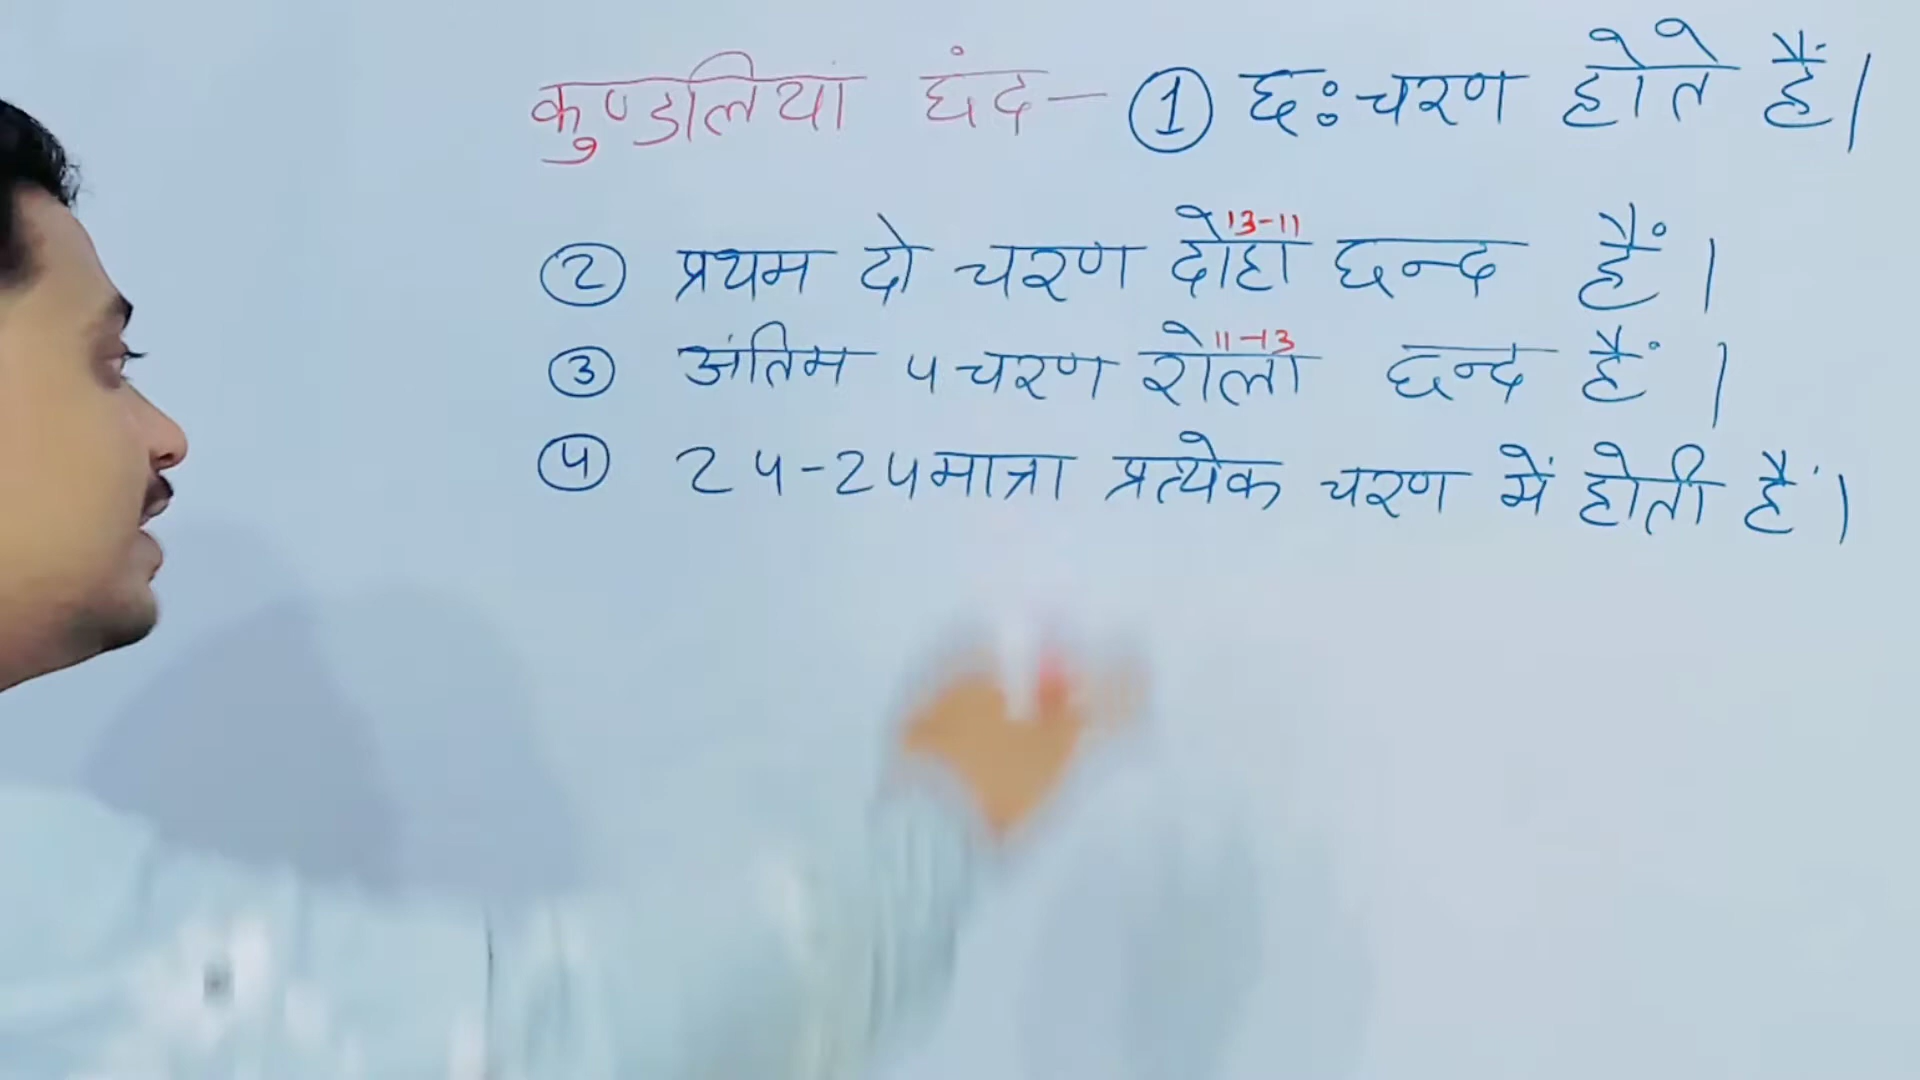 कुण्डलियां छंद - ① छः चरण होते हैं।
② प्रथम दो चरण दोहा 13-11 छन्द हैं।
③ अंतिम 4 चरण रोला 11-13 छन्द हैं।
④ 24-24 मात्रा प्रत्येक चरण में होती हैं।